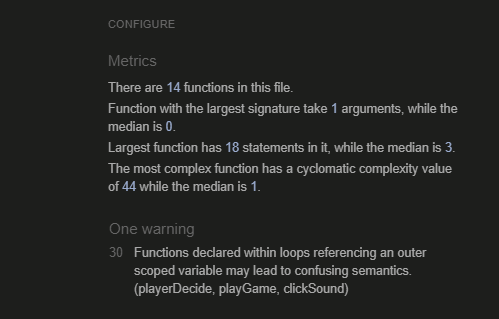 CONFIGURE
Metrics
There are 14 functions in this file.
Function with the largest signature take 1 arguments, while the
median is 0.
Largest function has 18 statements in it, while the median is 3.
The most complex function has a cyclomatic complexity value
of 44 while the median is 1.
One warning
30 Functions declared within loops referencing an outer
scoped variable may lead to confusing semantics.
(playerDecide, playGame, clickSound)